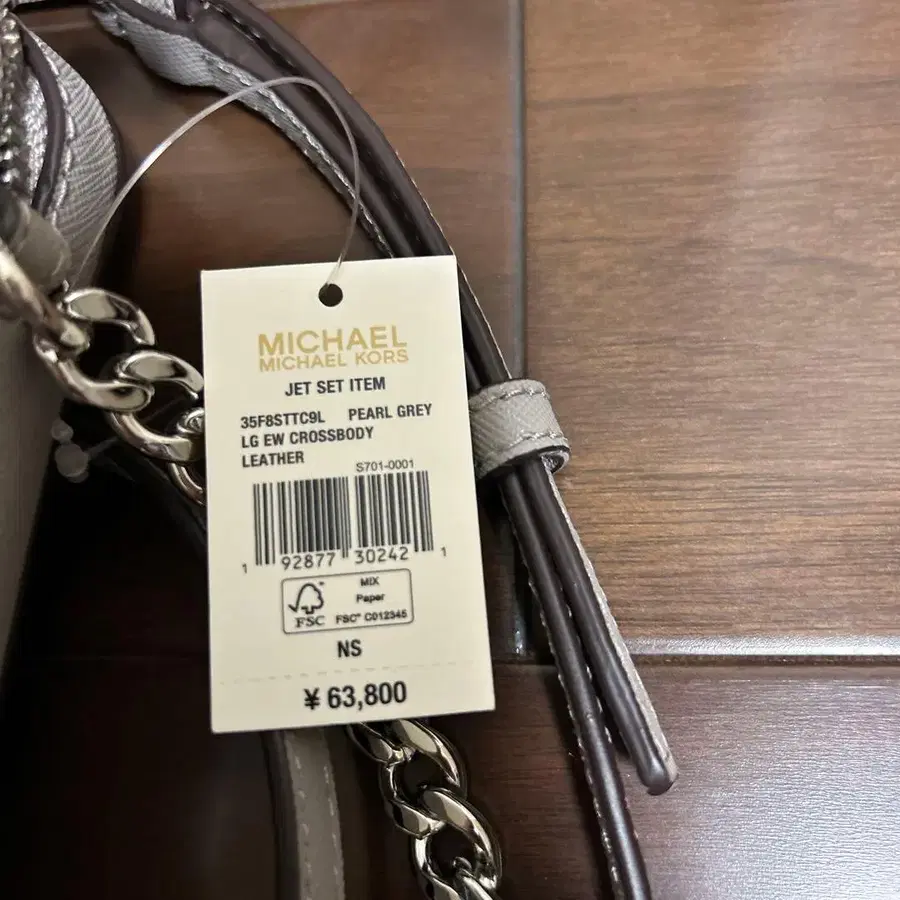 MICHAEL
MICHAEL KORS
JET SET ITEM
35F8STTC9L PEARL GREY
LG EW CROSSBODY
LEATHER
S701-0001
1 92877 30242 1
MIX
Paper
FSC
FSC® C012345
NS
¥ 63,800